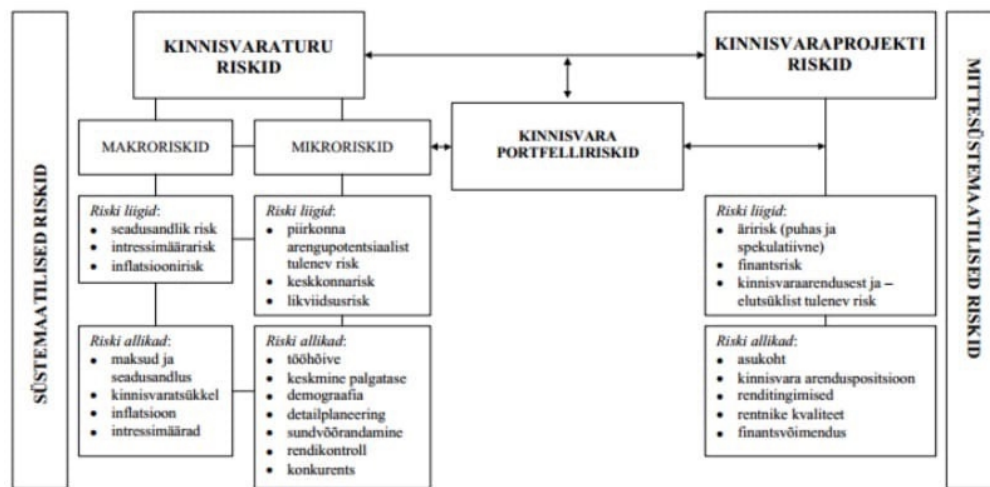 SÜSTEMAATILISED RISKID
KINNISVARATURU
RISKID
KINNISVARAPROJEKTI
RISKID
MITTESÜSTEMAATILISED RISKID
MAKRORISKID
MIKRORISKID
KINNISVARA
PORTFELLIRISKID
Riski liigid:
• seadusandlik risk
• intressimäärarisk
• inflatsioonirisk
Riski liigid:
• piirkonna
arengupotentsiaalist
tulenev risk
• keskkonnarisk
• likviidsusrisk
Riski liigid:
• äririsk (puhas ja
spekulatiivne)
• finantsrisk
• kinnisvaraarendusest ja –
elutsüklist tulenev risk
Riski allikad:
• maksud ja
seadusandlus
• kinnisvaratsükkel
• inflatsioon
• intressimäärad
Riski allikad:
• tööhõive
• keskmine palgatase
• demograafia
• detailplaneering
• sundvõõrandamine
• rendikontroll
• konkurents
Riski allikad:
• asukoht
• kinnisvara arenduspositsioon
• renditingimised
• rentnike kvaliteet
• finantsvõimendus